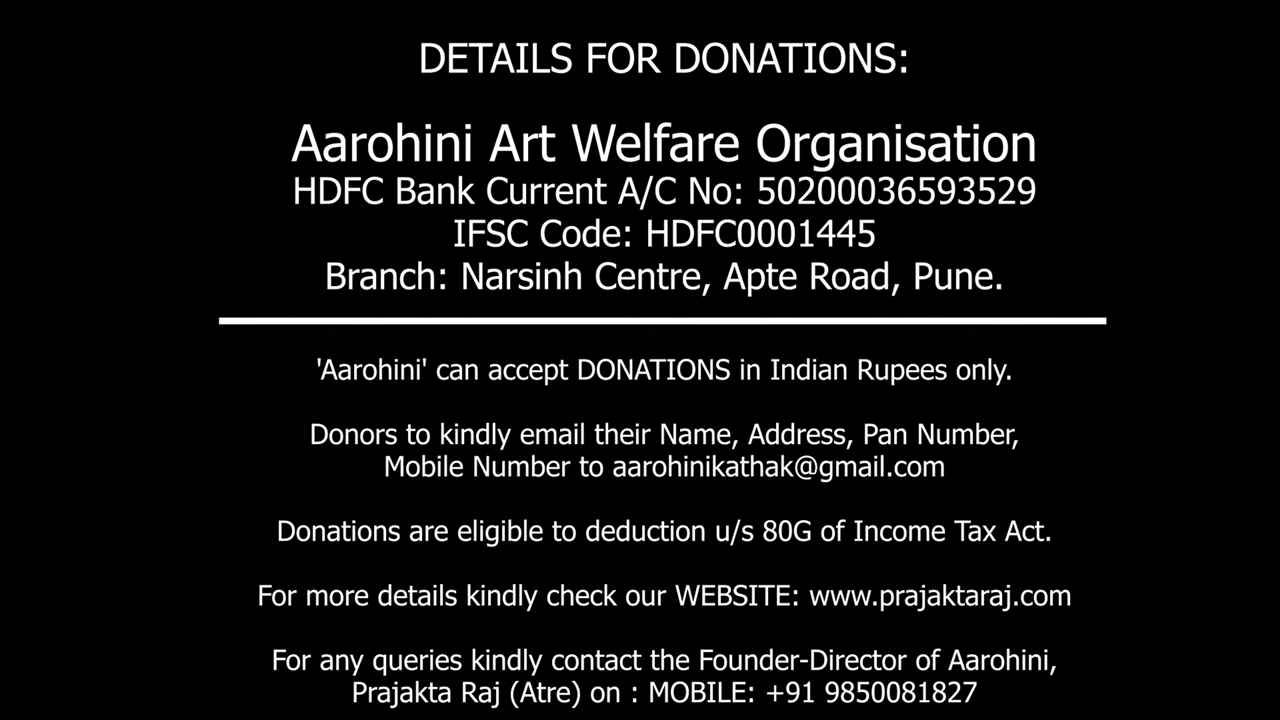 DETAILS FOR DONATIONS:
Aarohini Art Welfare Organisation
HDFC Bank Current A/C No: 50200036593529
IFSC Code: HDFC0001445
Branch: Narsinh Centre, Apte Road, Pune.
'Aarohini' can accept DONATIONS in Indian Rupees only.
Donors to kindly email their Name, Address, Pan Number,
Mobile Number to aarohinikathak@gmail.com
Donations are eligible to deduction u/s 80G of Income Tax Act.
For more details kindly check our WEBSITE: www.prajaktaraj.com
For any queries kindly contact the Founder-Director of Aarohini,
Prajakta Raj (Atre) on : MOBILE: +91 9850081827